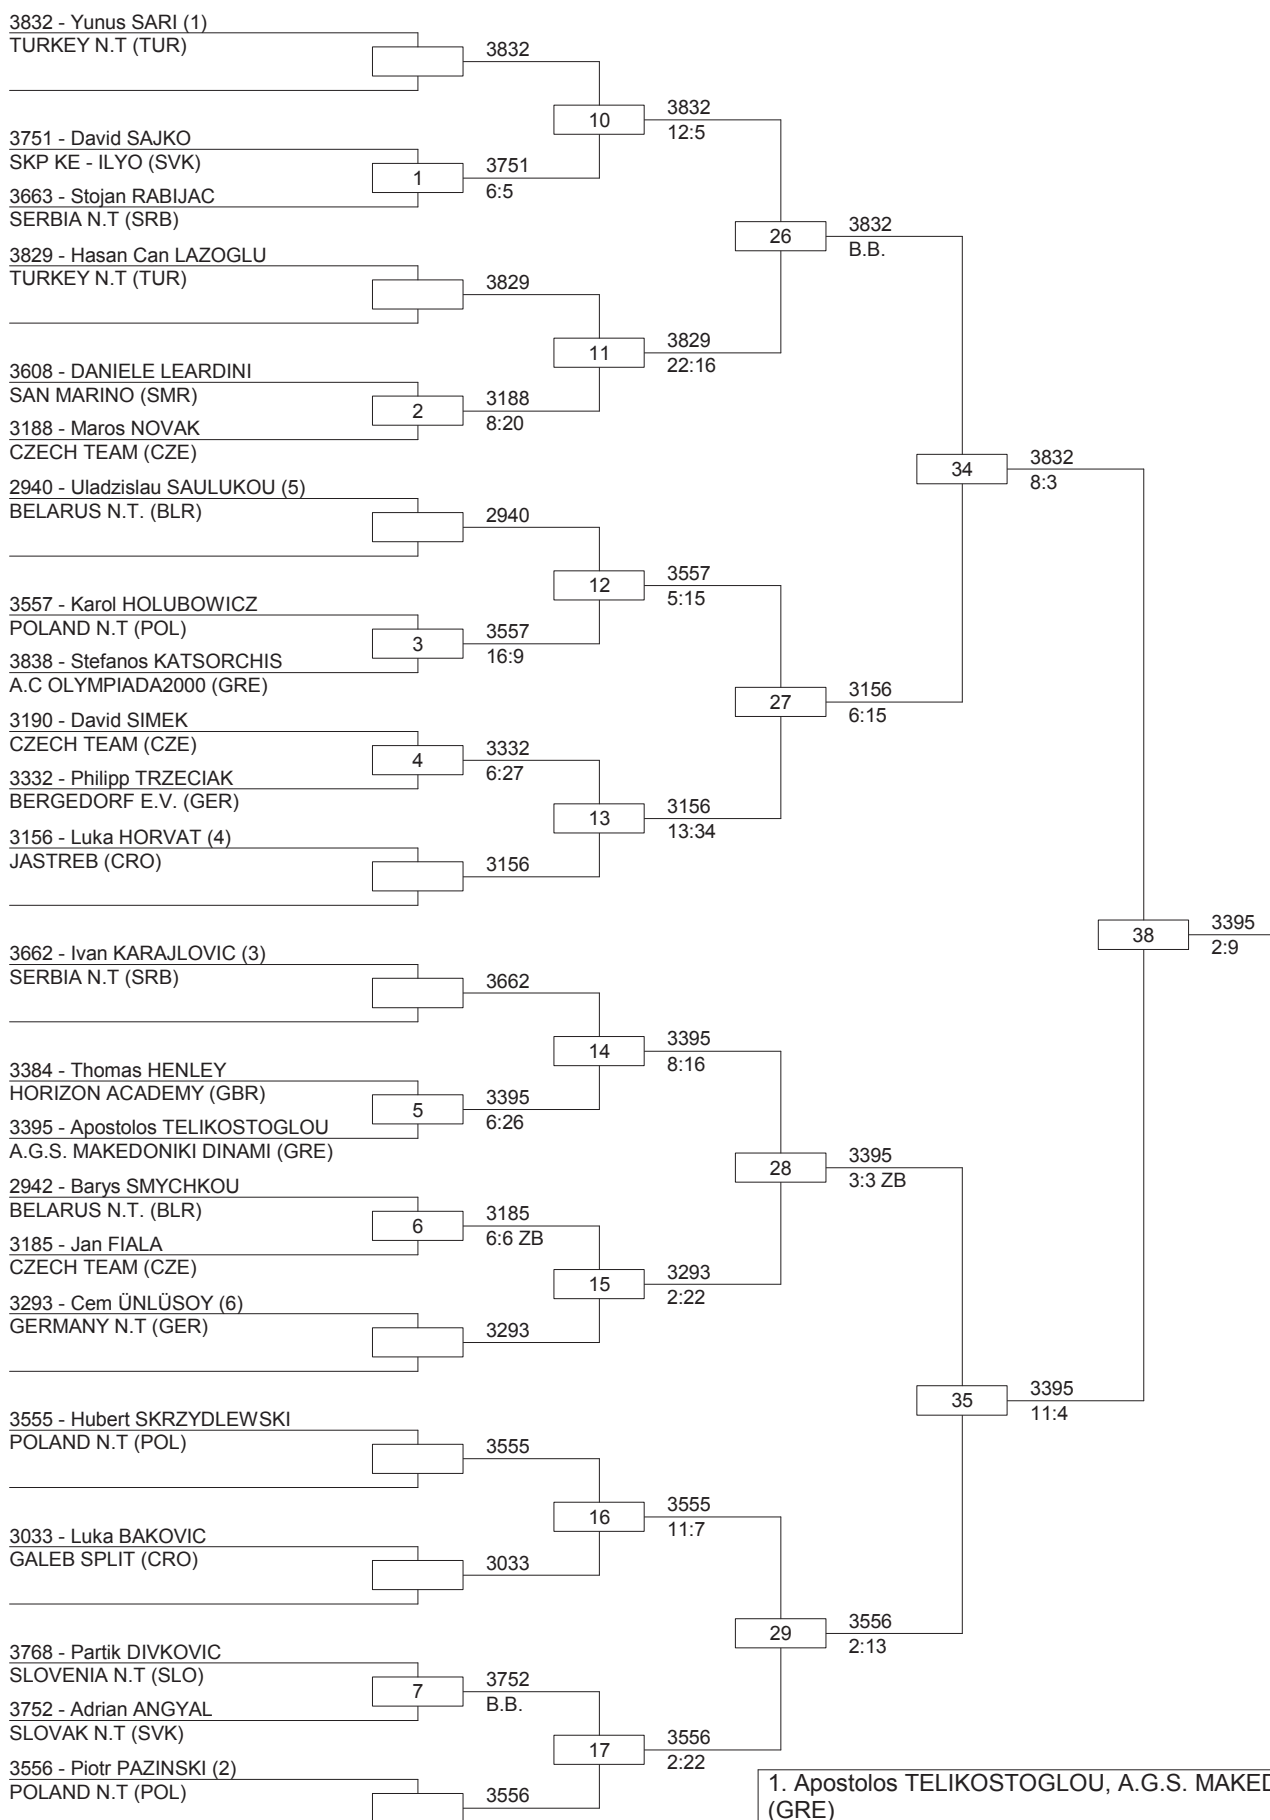 3832 - Yunus SARI (1)
TURKEY N.T (TUR)
3832
10
3832
12:5
3751 - David SAJKO
SKP KE - ILYO (SVK)
1
3751
6:5
3663 - Stojan RABIJAC
SERBIA N.T (SRB)
26
3832
B.B.
3829 - Hasan Can LAZOGLU
TURKEY N.T (TUR)
3829
11
3829
22:16
3608 - DANIELE LEARDINI
SAN MARINO (SMR)
2
3188
8:20
3188 - Maros NOVAK
CZECH TEAM (CZE)
34
3832
8:3
2940 - Uladzislau SAULUKOU (5)
BELARUS N.T. (BLR)
2940
12
3557
5:15
3557 - Karol HOLUBOWICZ
POLAND N.T (POL)
3
3557
16:9
3838 - Stefanos KATSORCHIS
A.C OLYMPIADA2000 (GRE)
27
3156
6:15
3190 - David SIMEK
CZECH TEAM (CZE)
4
3332
6:27
3332 - Philipp TRZECIAK
BERGEDORF E.V. (GER)
13
3156
13:34
3156 - Luka HORVAT (4)
JASTREB (CRO)
3156
38
3395
2:9
3662 - Ivan KARAJLOVIC (3)
SERBIA N.T (SRB)
3662
14
3395
8:16
3384 - Thomas HENLEY
HORIZON ACADEMY (GBR)
5
3395
6:26
3395 - Apostolos TELIKOSTOGLOU
A.G.S. MAKEDONIKI DINAMI (GRE)
28
3395
3:3 ZB
2942 - Barys SMYCHKOU
BELARUS N.T. (BLR)
6
3185
6:6 ZB
3185 - Jan FIALA
CZECH TEAM (CZE)
15
3293
2:22
3293 - Cem ÜNLÜSOY (6)
GERMANY N.T (GER)
3293
35
3395
11:4
3555 - Hubert SKRZYDLEWSKI
POLAND N.T (POL)
3555
16
3555
11:7
3033 - Luka BAKOVIC
GALEB SPLIT (CRO)
3033
29
3556
2:13
3768 - Partik DIVKOVIC
SLOVENIA N.T (SLO)
7
3752
B.B.
3752 - Adrian ANGYAL
SLOVAK N.T (SVK)
17
3556
2:22
3556 - Piotr PAZINSKI (2)
POLAND N.T (POL)
3556
1. Apostolos TELIKOSTOGLOU, A.G.S. MAKED
(GRE)